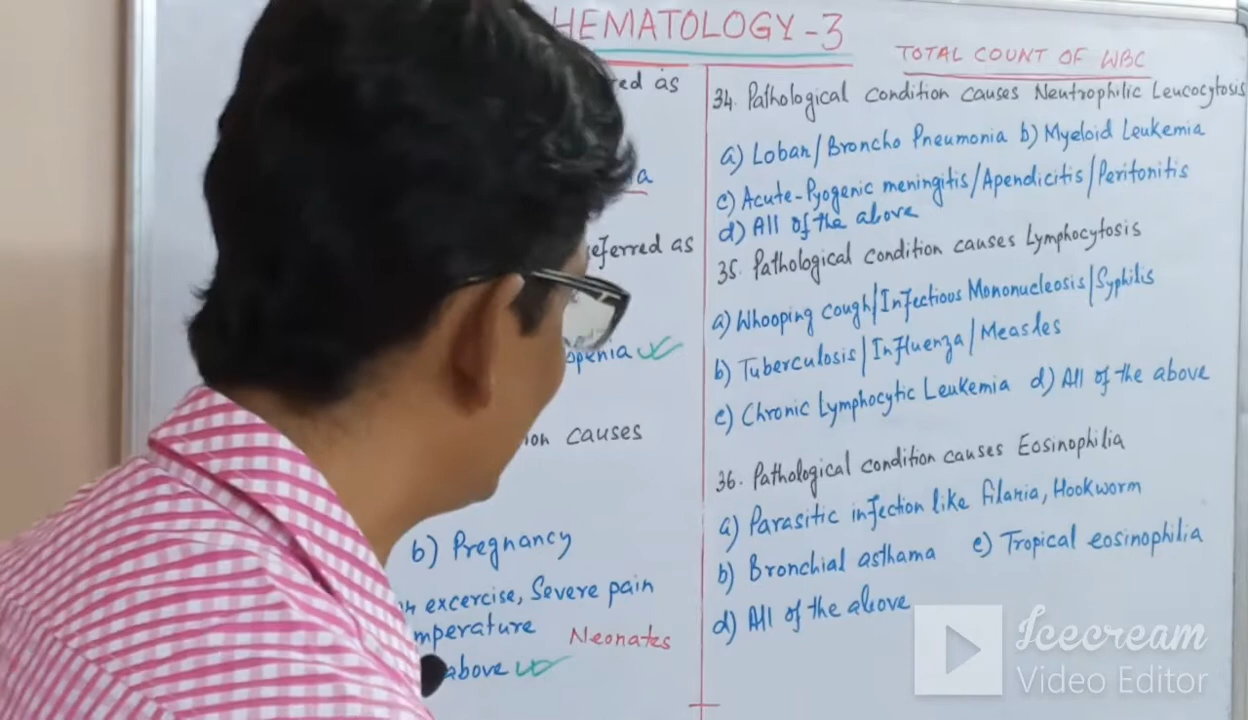 HEMATOLOGY-3
TOTAL COUNT OF WBC
red as
a
eferred as
openia
ion causes
b) Pregnancy
excercise, Severe pain
mperature Neonates
above
34. Pathological condition causes Neutrophilic Leucocytosis
a) Lobar/Broncho Pneumonia b) Myeloid Leukemia
c) Acute-Pyogenic meningitis/Apendicitis/Peritonitis
d) All of the above
35. Pathological condition causes Lymphocytosis
a) Whooping cough/Infectious Mononucleosis/Syphilis
b) Tuberculosis/Influenza/Measles
c) Chronic Lymphocytic Leukemia d) All of the above
36. Pathological condition causes Eosinophilia
a) Parasitic infection like filaria, Hookworm
b) Bronchial asthama c) Tropical eosinophilia
d) All of the above
Icecream
Video Editor